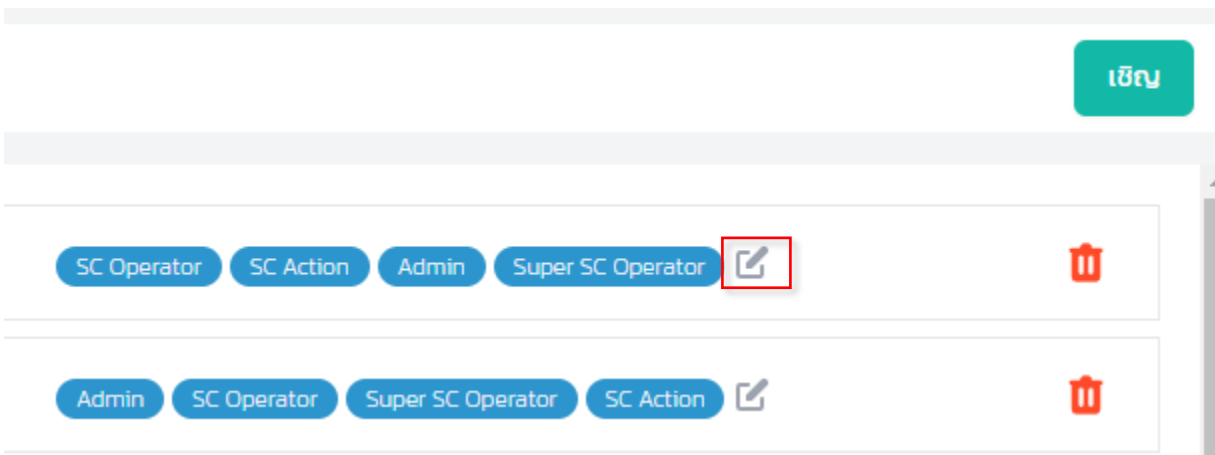 เชิญ
SC Operator SC Action Admin Super SC Operator
Admin SC Operator Super SC Operator SC Action